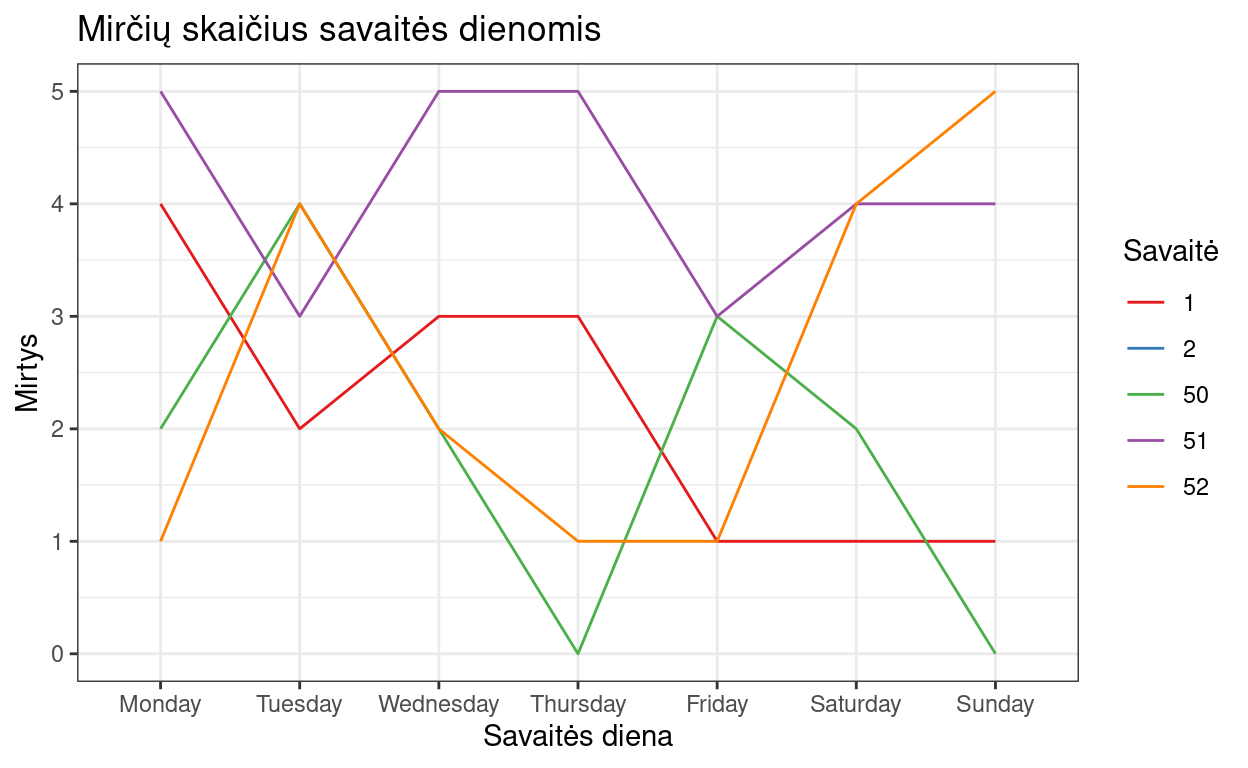 Mirčių skaičius savaitės dienomis
Mirtys
5
4
3
2
1
0
Monday Tuesday Wednesday Thursday Friday Saturday Sunday
Savaitės diena
Savaitė
1
2
50
51
52